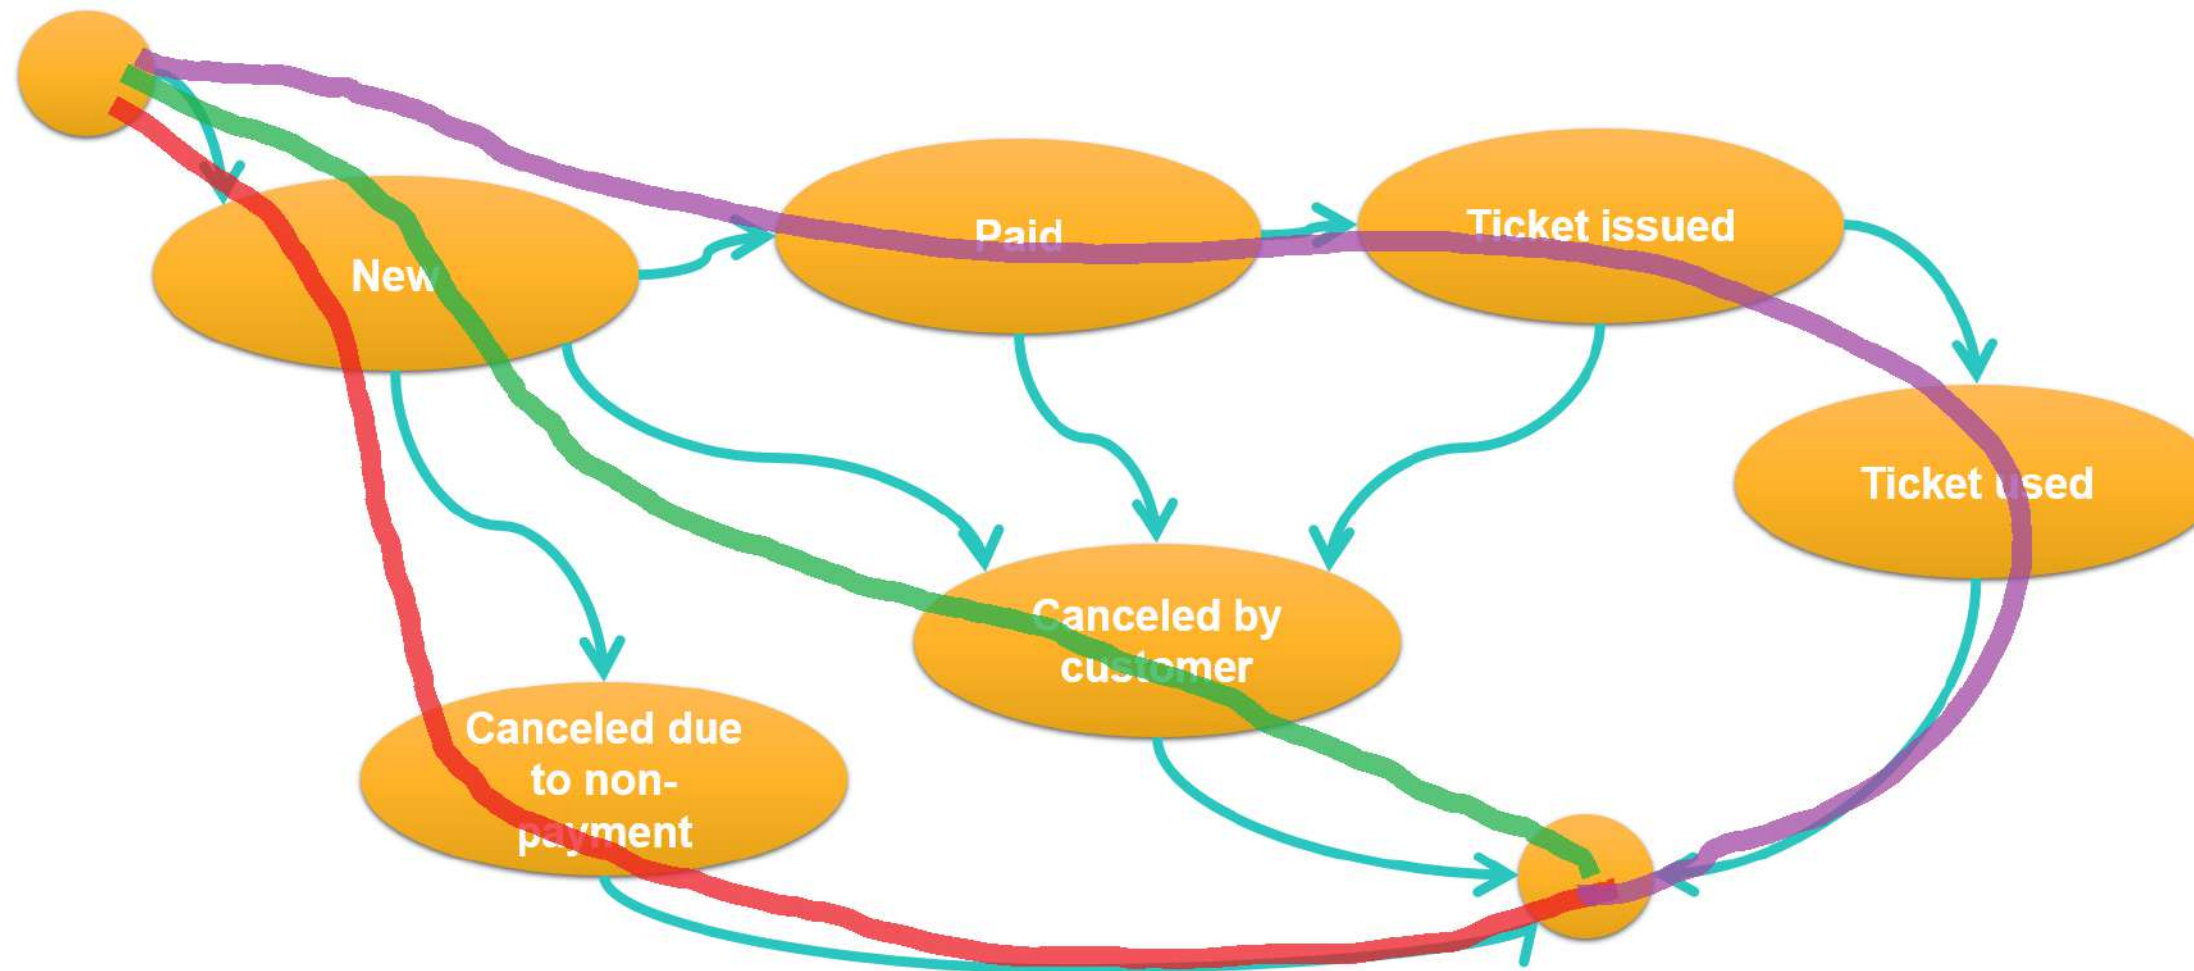 New
Paid
Ticket issued
Ticket used
Canceled by
customer
Canceled due
to non-
payment